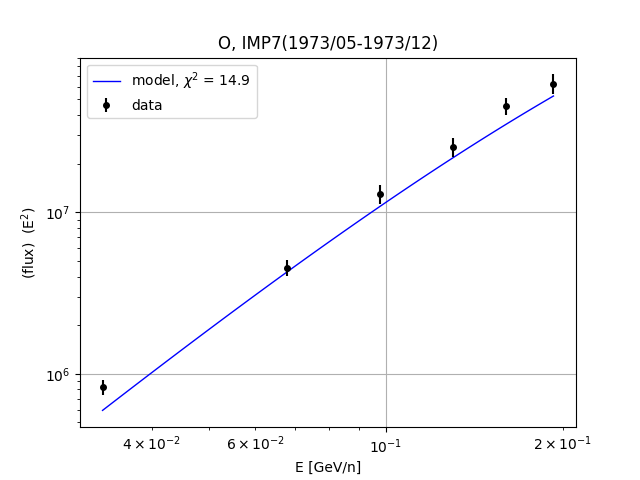 O, IMP7(1973/05-1973/12)
model, χ² = 14.9
data
(flux) (E²)
10⁷
10⁶
4 × 10⁻²
6 × 10⁻²
10⁻¹
2 × 10⁻¹
E [GeV/n]